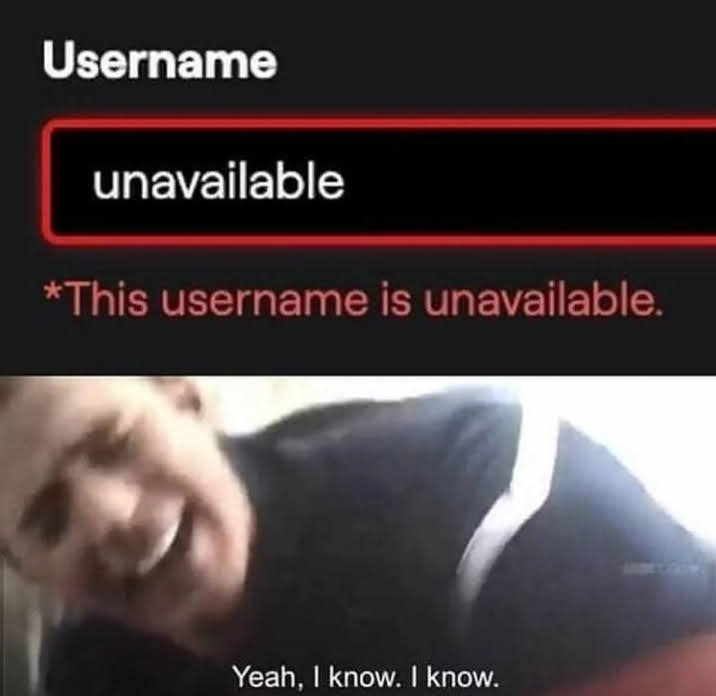 Username
unavailable
*This username is unavailable.
Yeah, I know. I know.